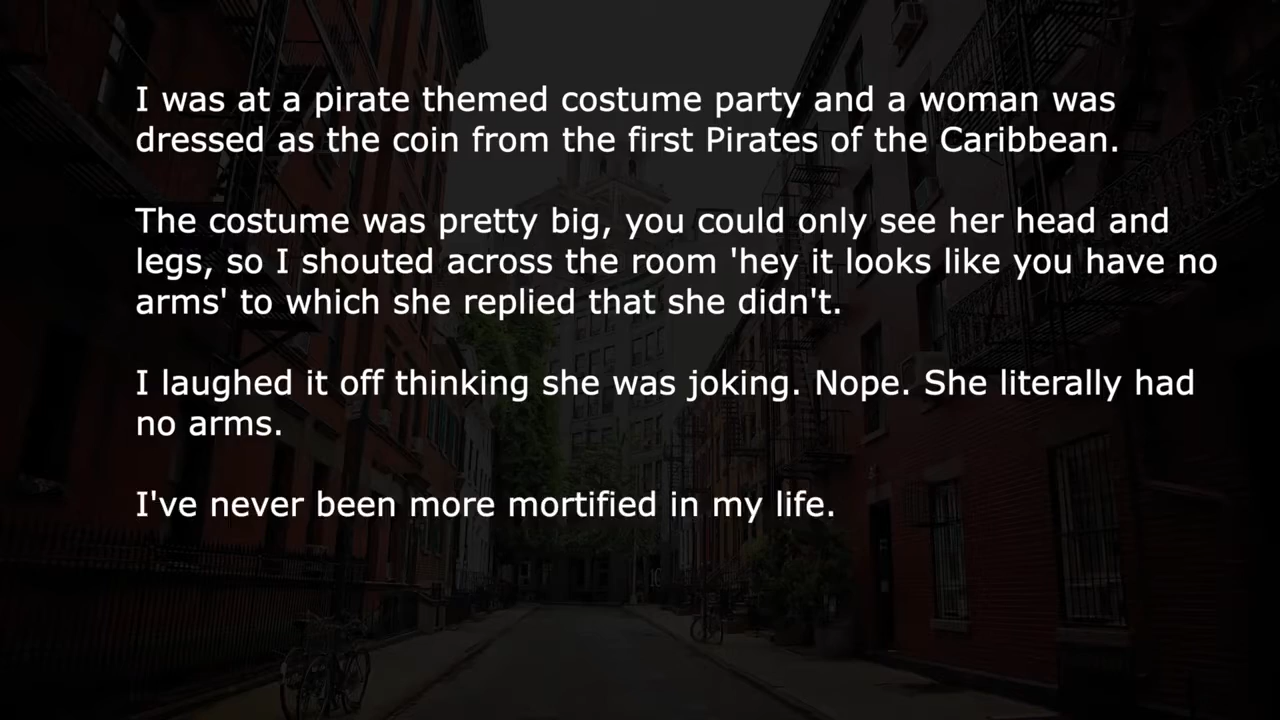 I was at a pirate themed costume party and a woman was
dressed as the coin from the first Pirates of the Caribbean.
The costume was pretty big, you could only see her head and
legs, so I shouted across the room 'hey it looks like you have no
arms' to which she replied that she didn't.
I laughed it off thinking she was joking. Nope. She literally had
no arms.
I've never been more mortified in my life.